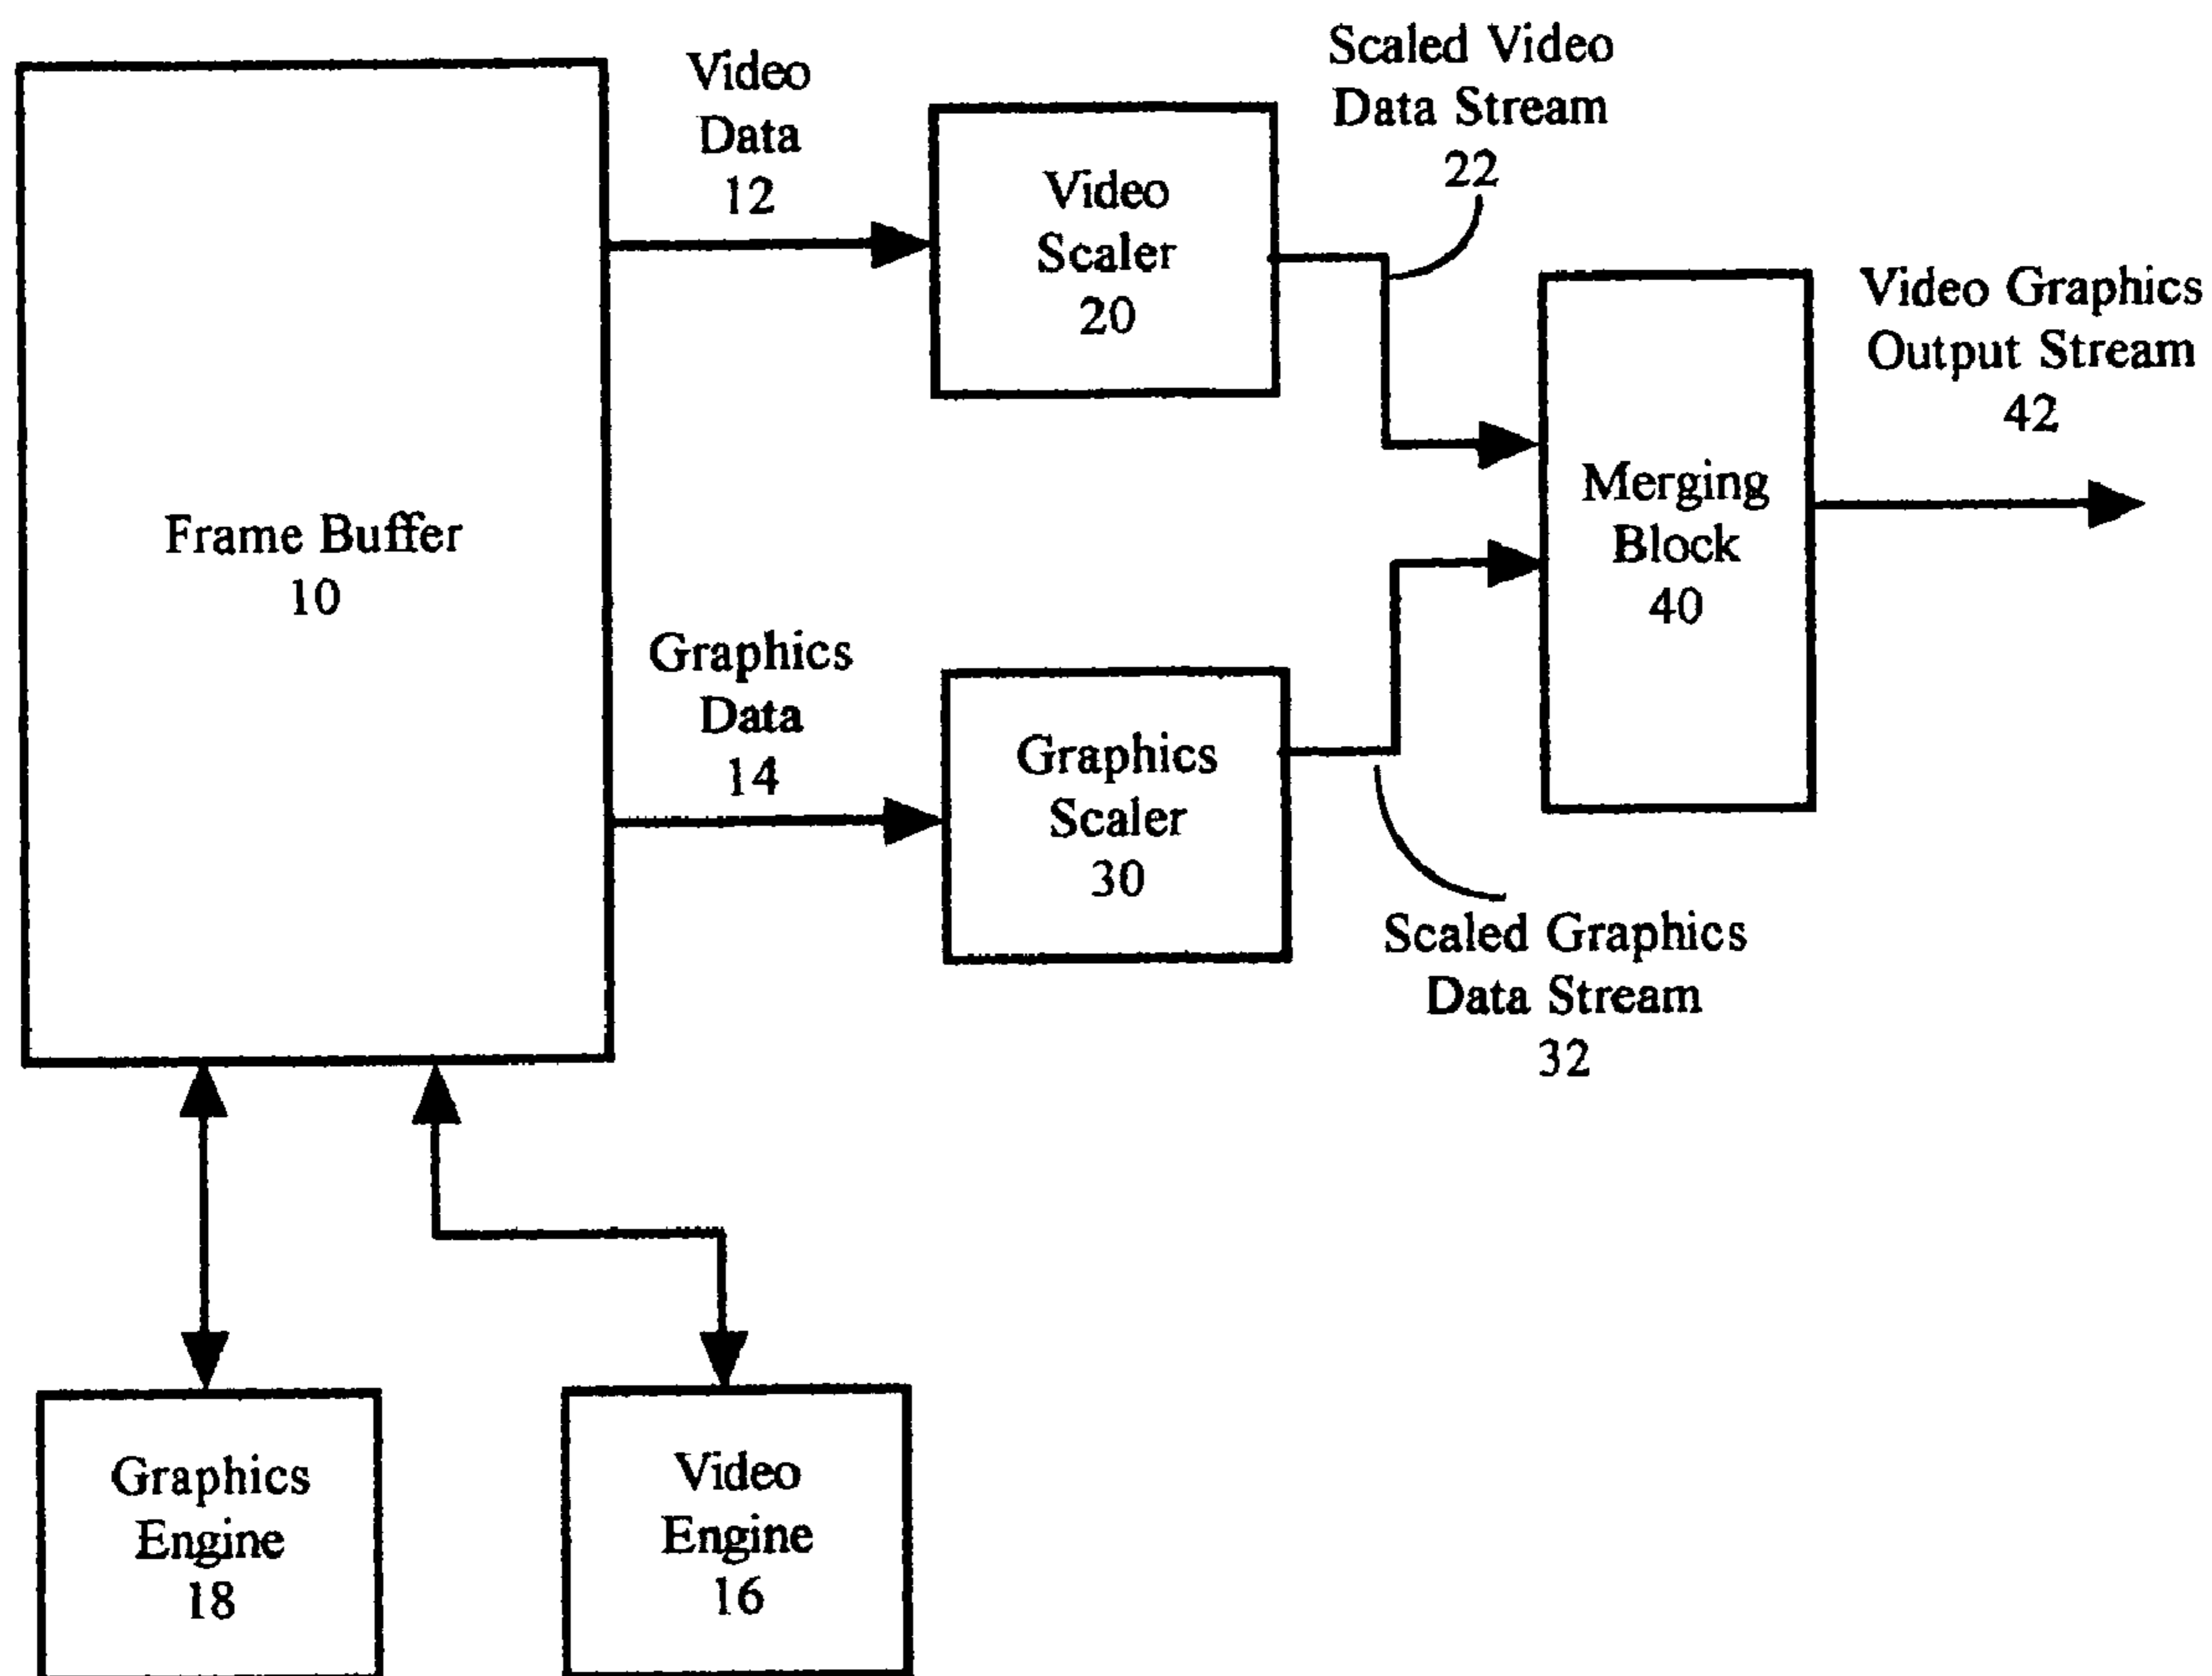 Frame Buffer
10
Video
Data
12
Video
Scaler
20
Scaled Video
Data Stream
22
Graphics
Data
14
Graphics
Scaler
30
Scaled Graphics
Data Stream
32
Merging
Block
40
Video Graphics
Output Stream
42
Graphics
Engine
18
Video
Engine
16